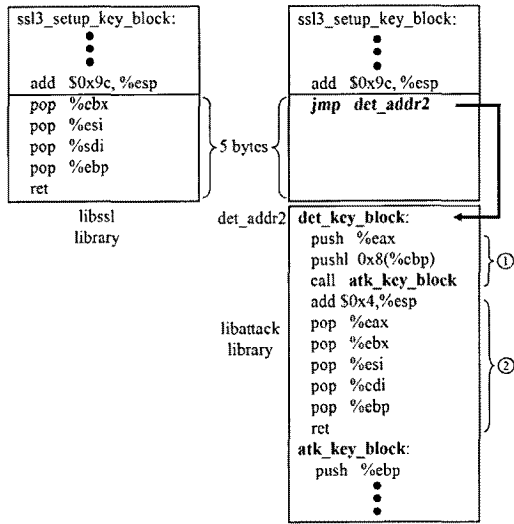 ssl3_setup_key_block:
add $0x9c, %esp
pop %ebx
pop %esi
pop %sdi
pop %ebp
ret
libssl
library
5 bytes
ssl3_setup_key_block:
add $0x9c, %esp
jmp det_addr2
det_addr2
libattack
library
det_key_block:
push %eax
pushl 0x8(%ebp)
call atk_key_block
①
add $0x4,%esp
pop %eax
pop %ebx
pop %esi
pop %edi
pop %ebp
ret
②
atk_key_block:
push %ebp